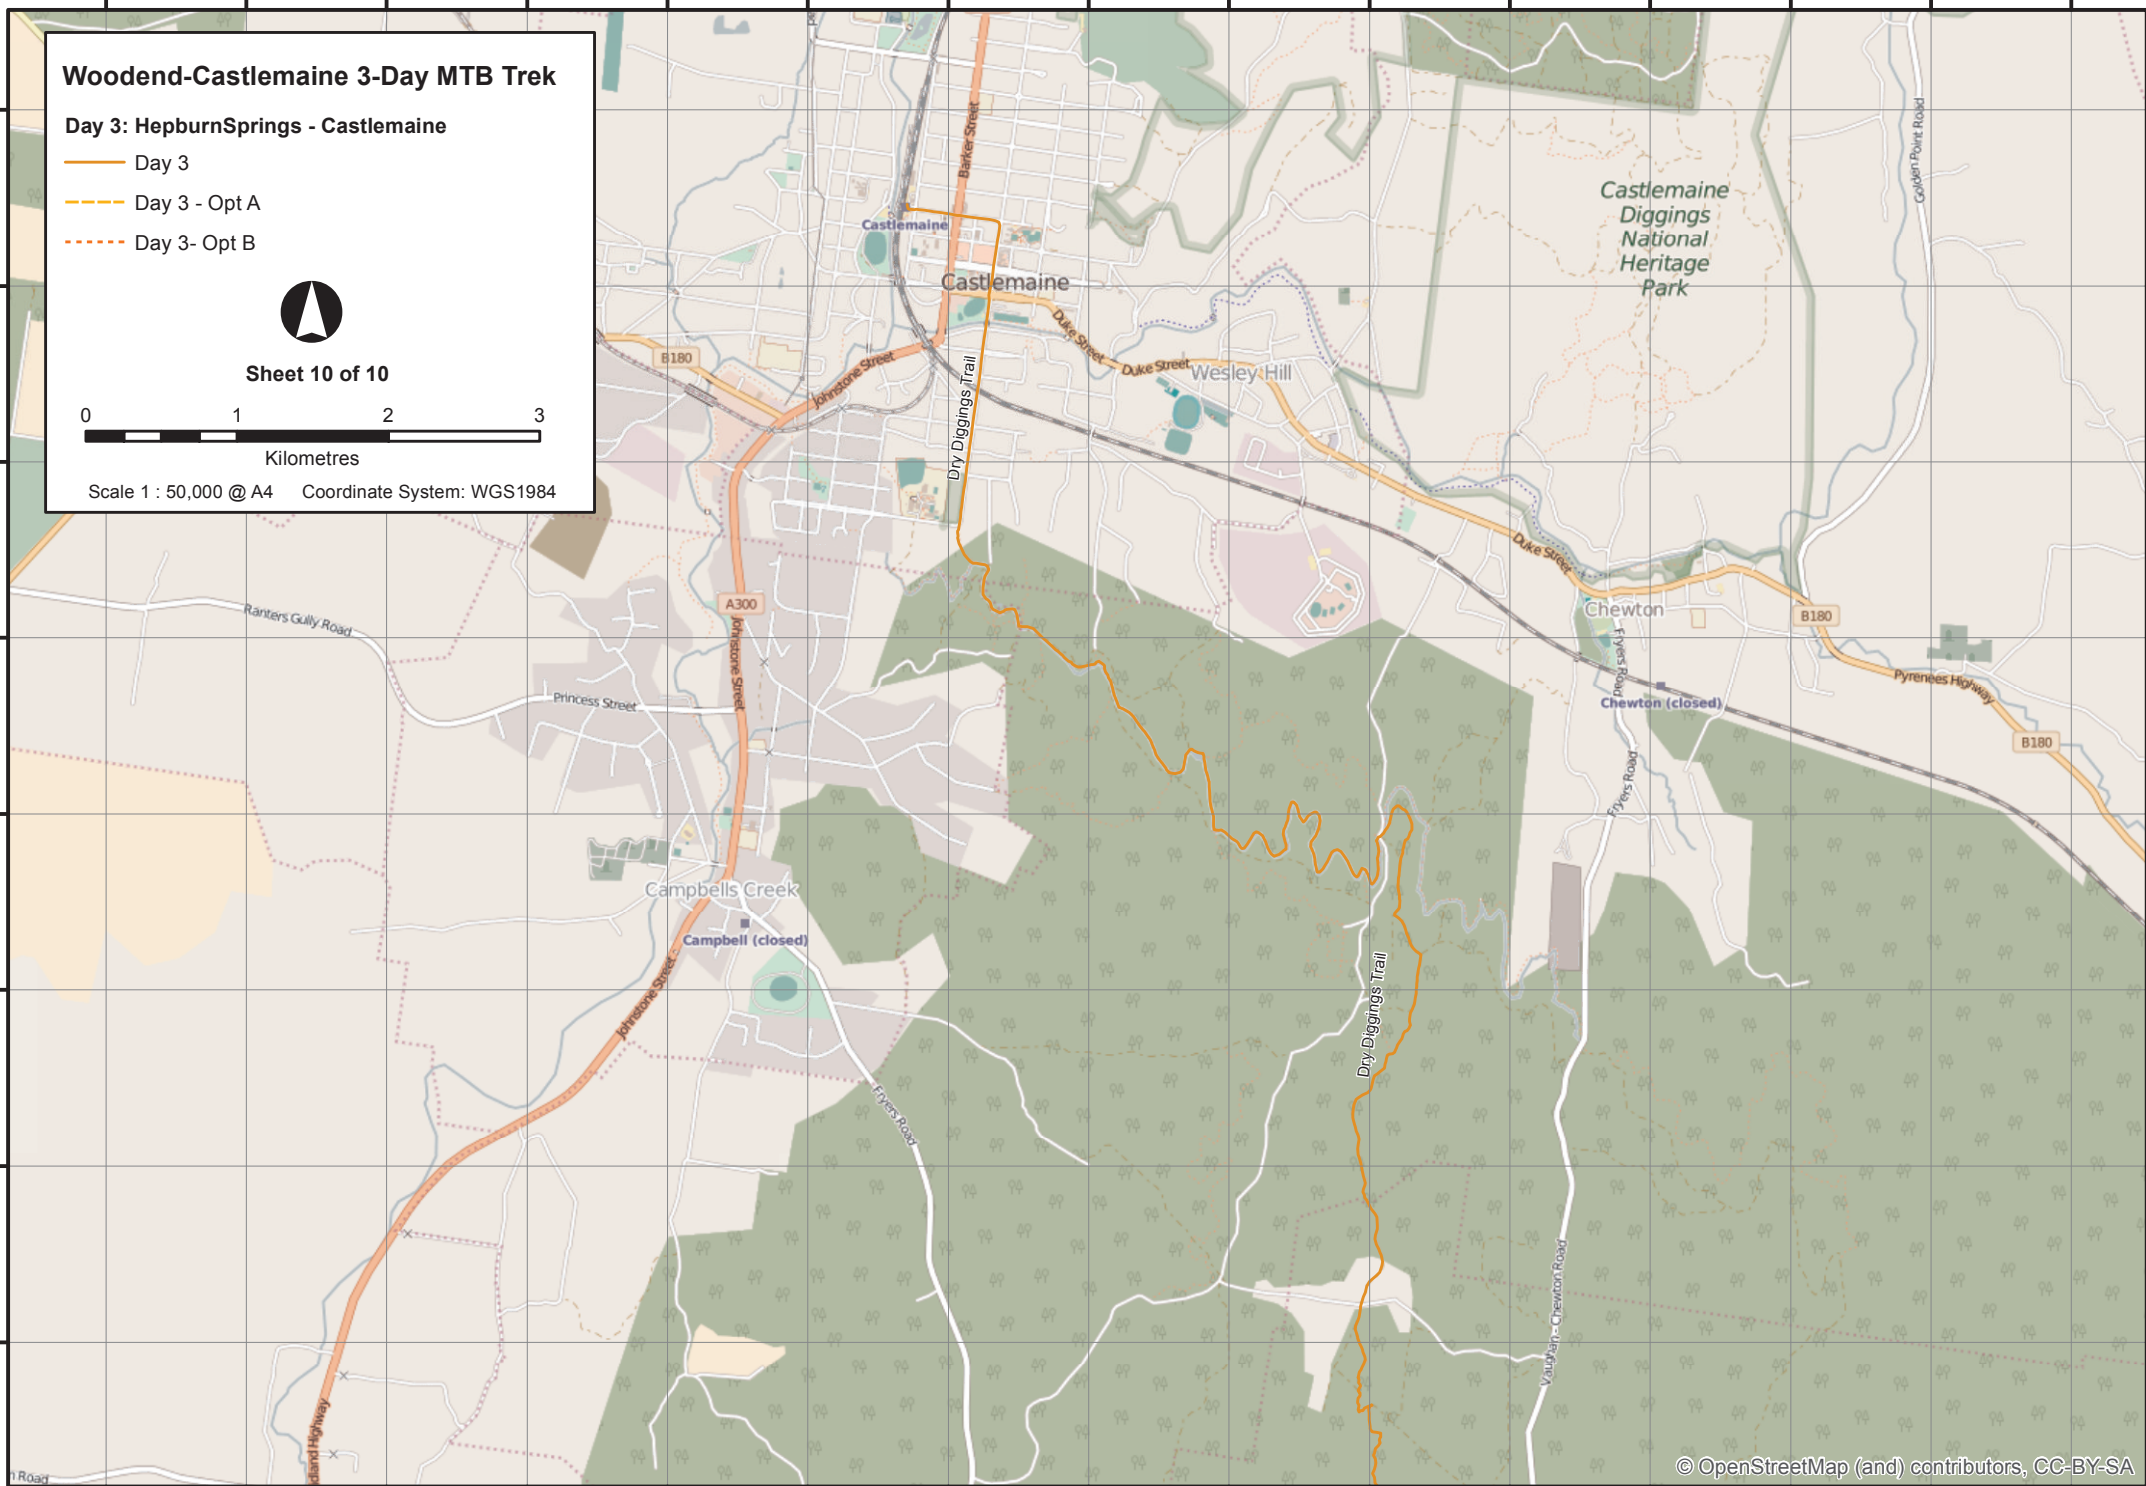 Woodend-Castlemaine 3-Day MTB Trek
Day 3: HepburnSprings - Castlemaine
Day 3
Day 3 - Opt A
Day 3- Opt B
Sheet 10 of 10
0 1 2 3
Kilometres
Scale 1 : 50,000 @ A4 Coordinate System: WGS1984
Barker Street
Castlemaine
Castlemaine
Castlemaine
Diggings
National
Heritage
Park
Golden Point Road
Duke Street
Duke Street
Wesley Hill
B180
Johnstone Street
Dry Diggings Trail
Duke Street
Chewton
B180
Fryers Road
Chewton (closed)
Pyrenees Highway
B180
Fryers Road
Ranters Gully Road
A300
Johnstone Street
Princess Street
Campbells Creek
Campbell (closed)
Johnstone Street
Fryers Road
Dry Diggings Trail
Vaughan - Chewton Road
dland Highway
n Road
© OpenStreetMap (and) contributors, CC-BY-SA